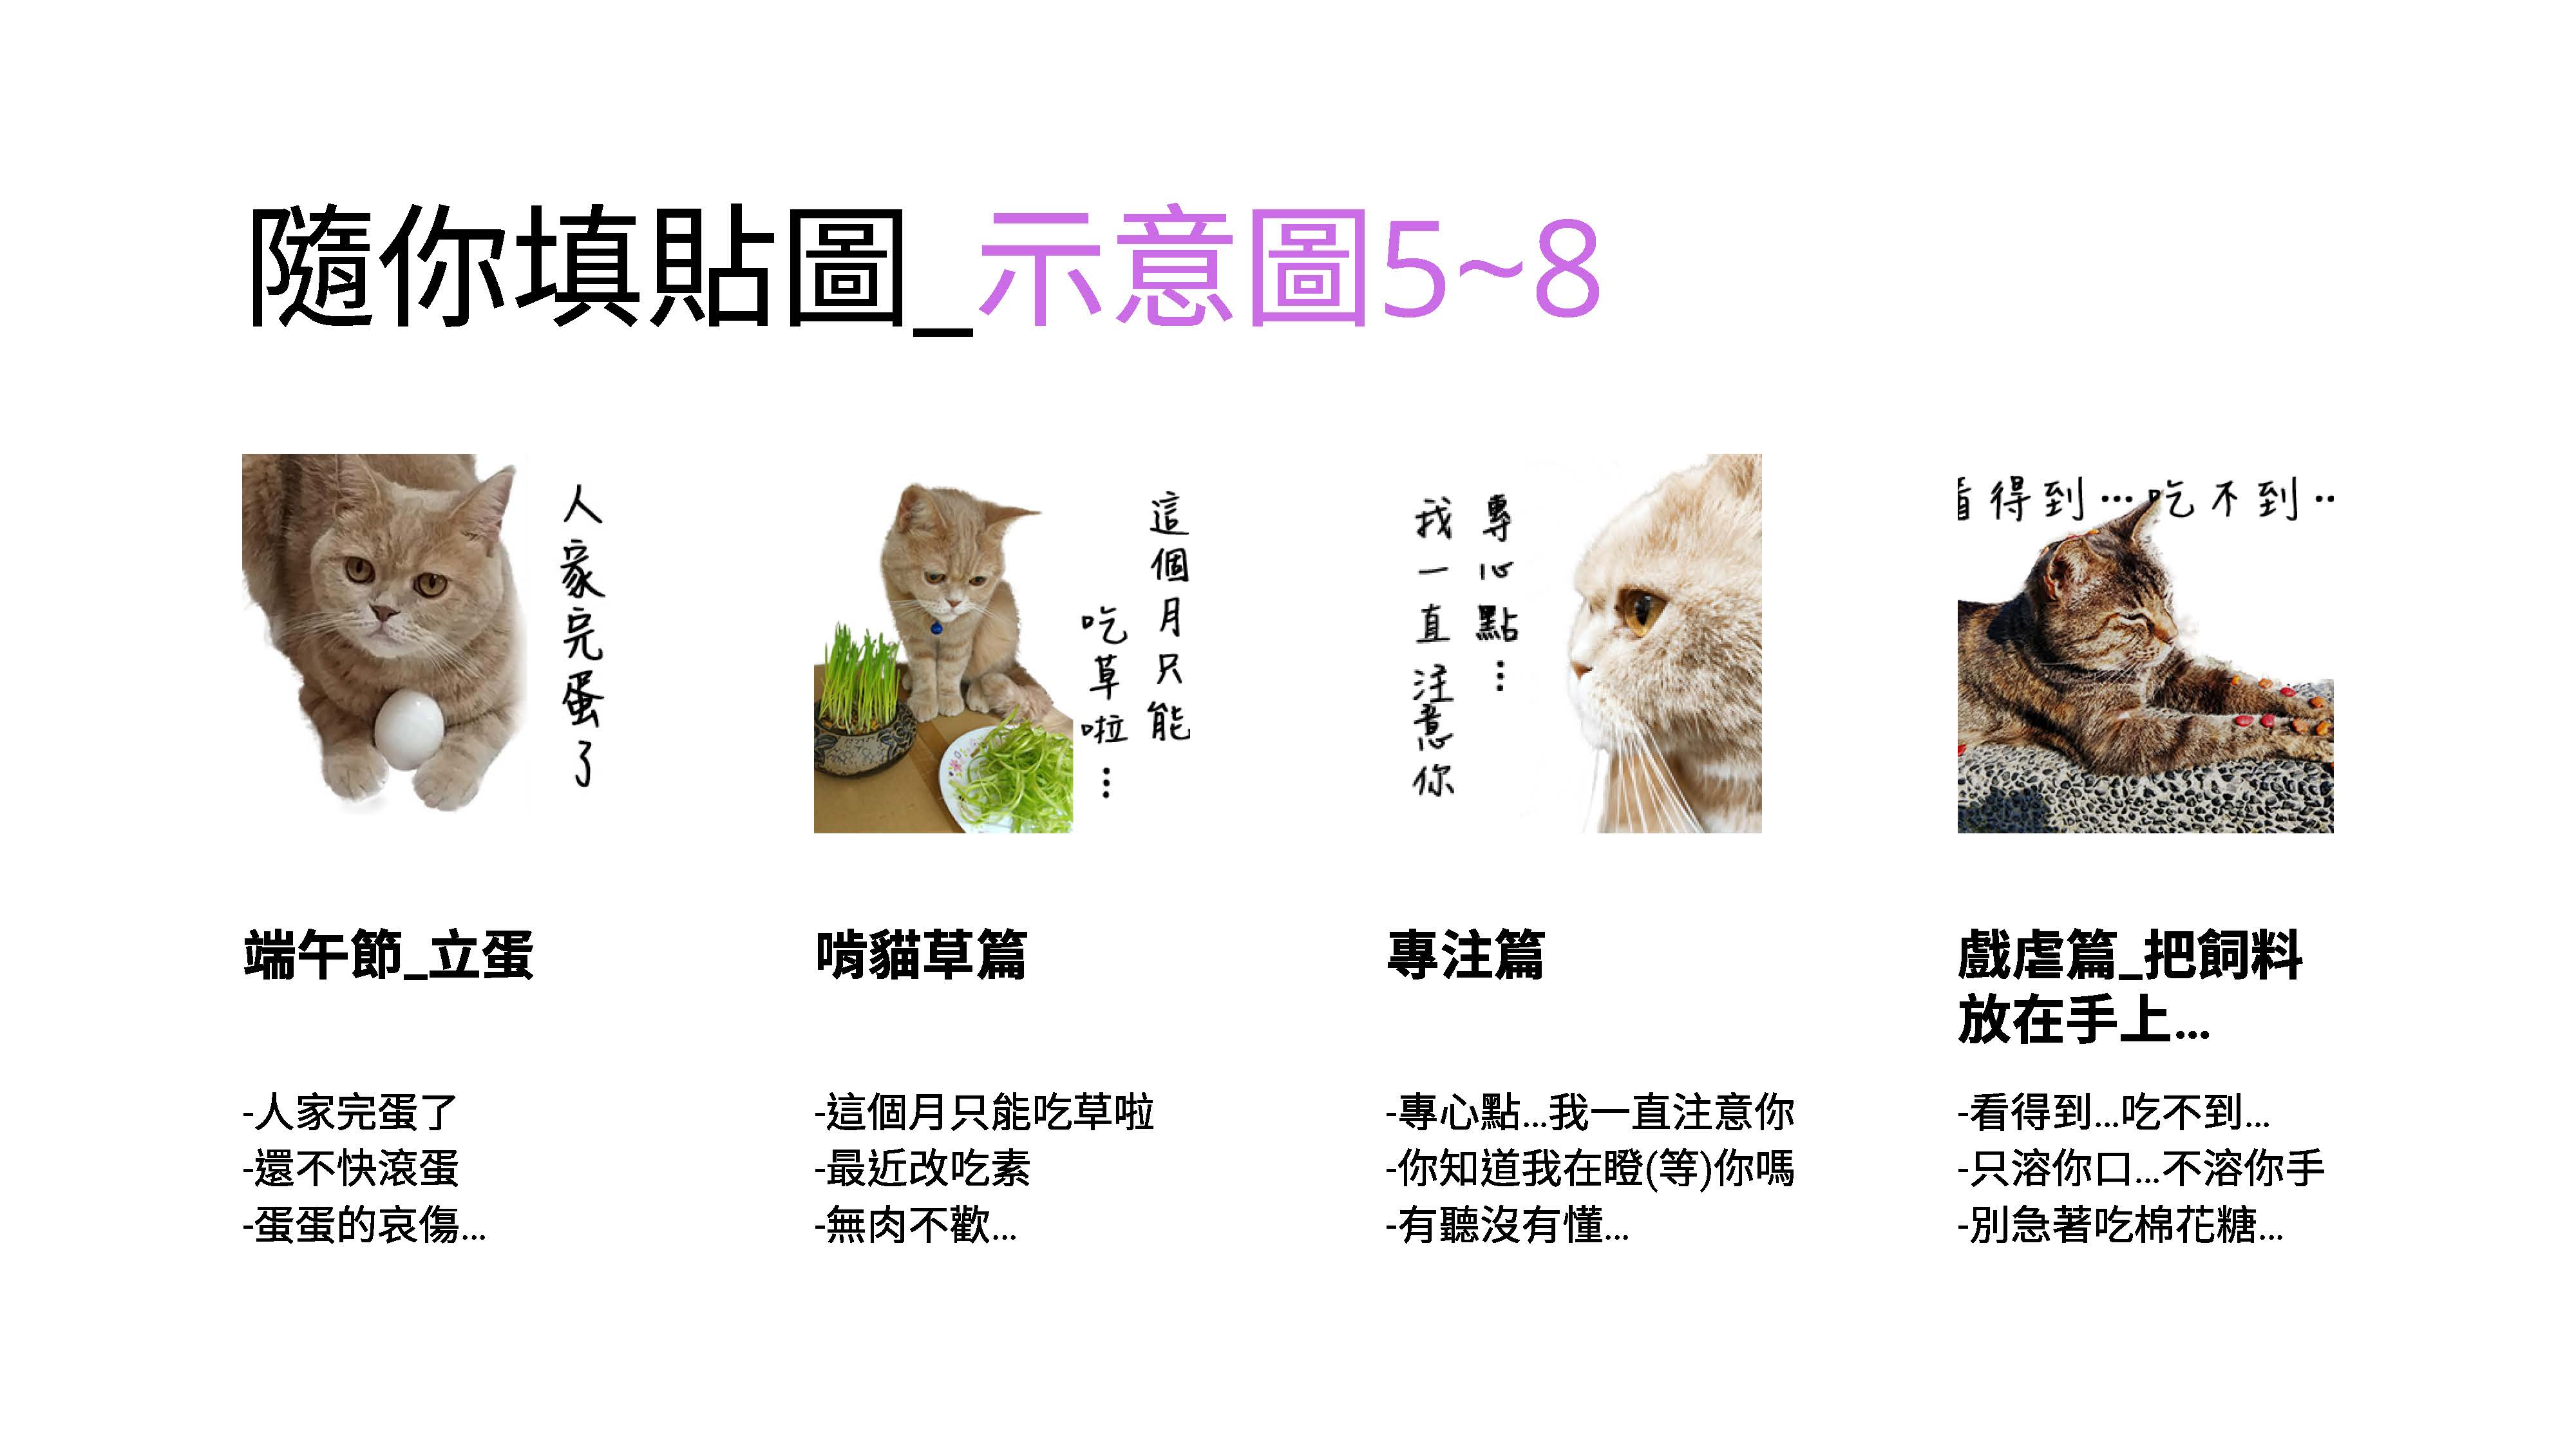 隨你填貼圖_示意圖5~8
人家完蛋了
這個月只能
吃草啦...
專心點...
我一直注意你
看得到...吃不到..
端午節_立蛋
-人家完蛋了
-還不快滾蛋
-蛋蛋的哀傷...
啃貓草篇
-這個月只能吃草啦
-最近改吃素
-無肉不歡...
專注篇
-專心點...我一直注意你
-你知道我在瞪(等)你嗎
-有聽沒有懂...
戲虐篇_把飼料
放在手上...
-看得到...吃不到...
-只溶你口...不溶你手
-別急著吃棉花糖...